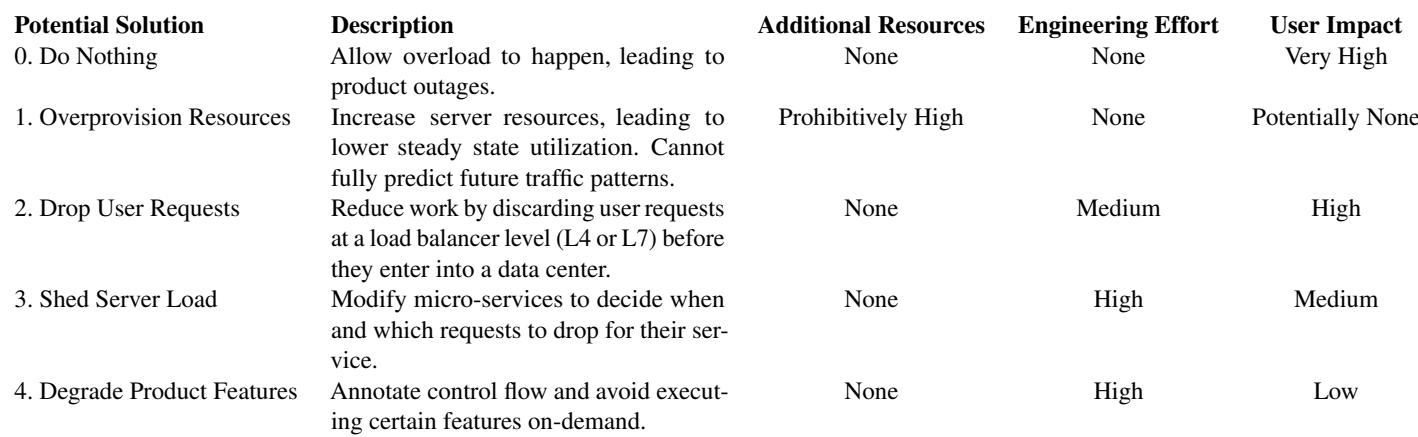 Potential Solution Description Additional Resources Engineering Effort User Impact
0. Do Nothing Allow overload to happen, leading to None None Very High
product outages.
1. Overprovision Resources Increase server resources, leading to Prohibitively High None Potentially None
lower steady state utilization. Cannot
fully predict future traffic patterns.
2. Drop User Requests Reduce work by discarding user requests None Medium High
at a load balancer level (L4 or L7) before
they enter into a data center.
3. Shed Server Load Modify micro-services to decide when None High Medium
and which requests to drop for their ser-
vice.
4. Degrade Product Features Annotate control flow and avoid execut- None High Low
ing certain features on-demand.